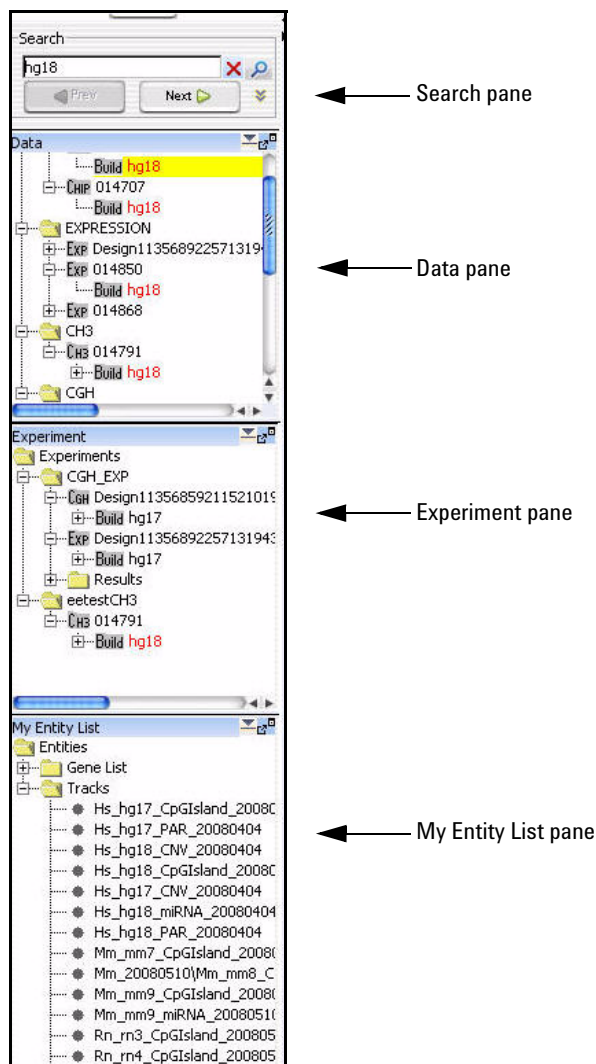 Search
hg18
Prev
Next
Search pane
Data
Build hg18
CHIP 014707
Build hg18
EXPRESSION
EXP Design113568922571319
EXP 014850
Build hg18
EXP 014868
CH3
CH3 014791
Build hg18
CGH
Data pane
Experiment
Experiments
CGH_EXP
CGH Design11356859211521019
Build hg17
EXP Design11356892257131943
Build hg17
Results
eetestCH3
CH3 014791
Build hg18
Experiment pane
My Entity List
Entities
Gene List
Tracks
Hs_hg17_CpGIsland_2008
Hs_hg17_PAR_20080404
Hs_hg18_CNV_20080404
Hs_hg18_CpGIsland_2008
Hs_hg17_CNV_20080404
Hs_hg18_miRNA_20080404
Hs_hg18_PAR_20080404
Mm_mm7_CpGIsland_2008
Mm_20080510\Mm_mm8_C
Mm_mm9_CpGIsland_2008
Mm_mm9_miRNA_2008051
Rn_rn3_CpGIsland_200805
Rn_rn4_CpGIsland_200805
My Entity List pane